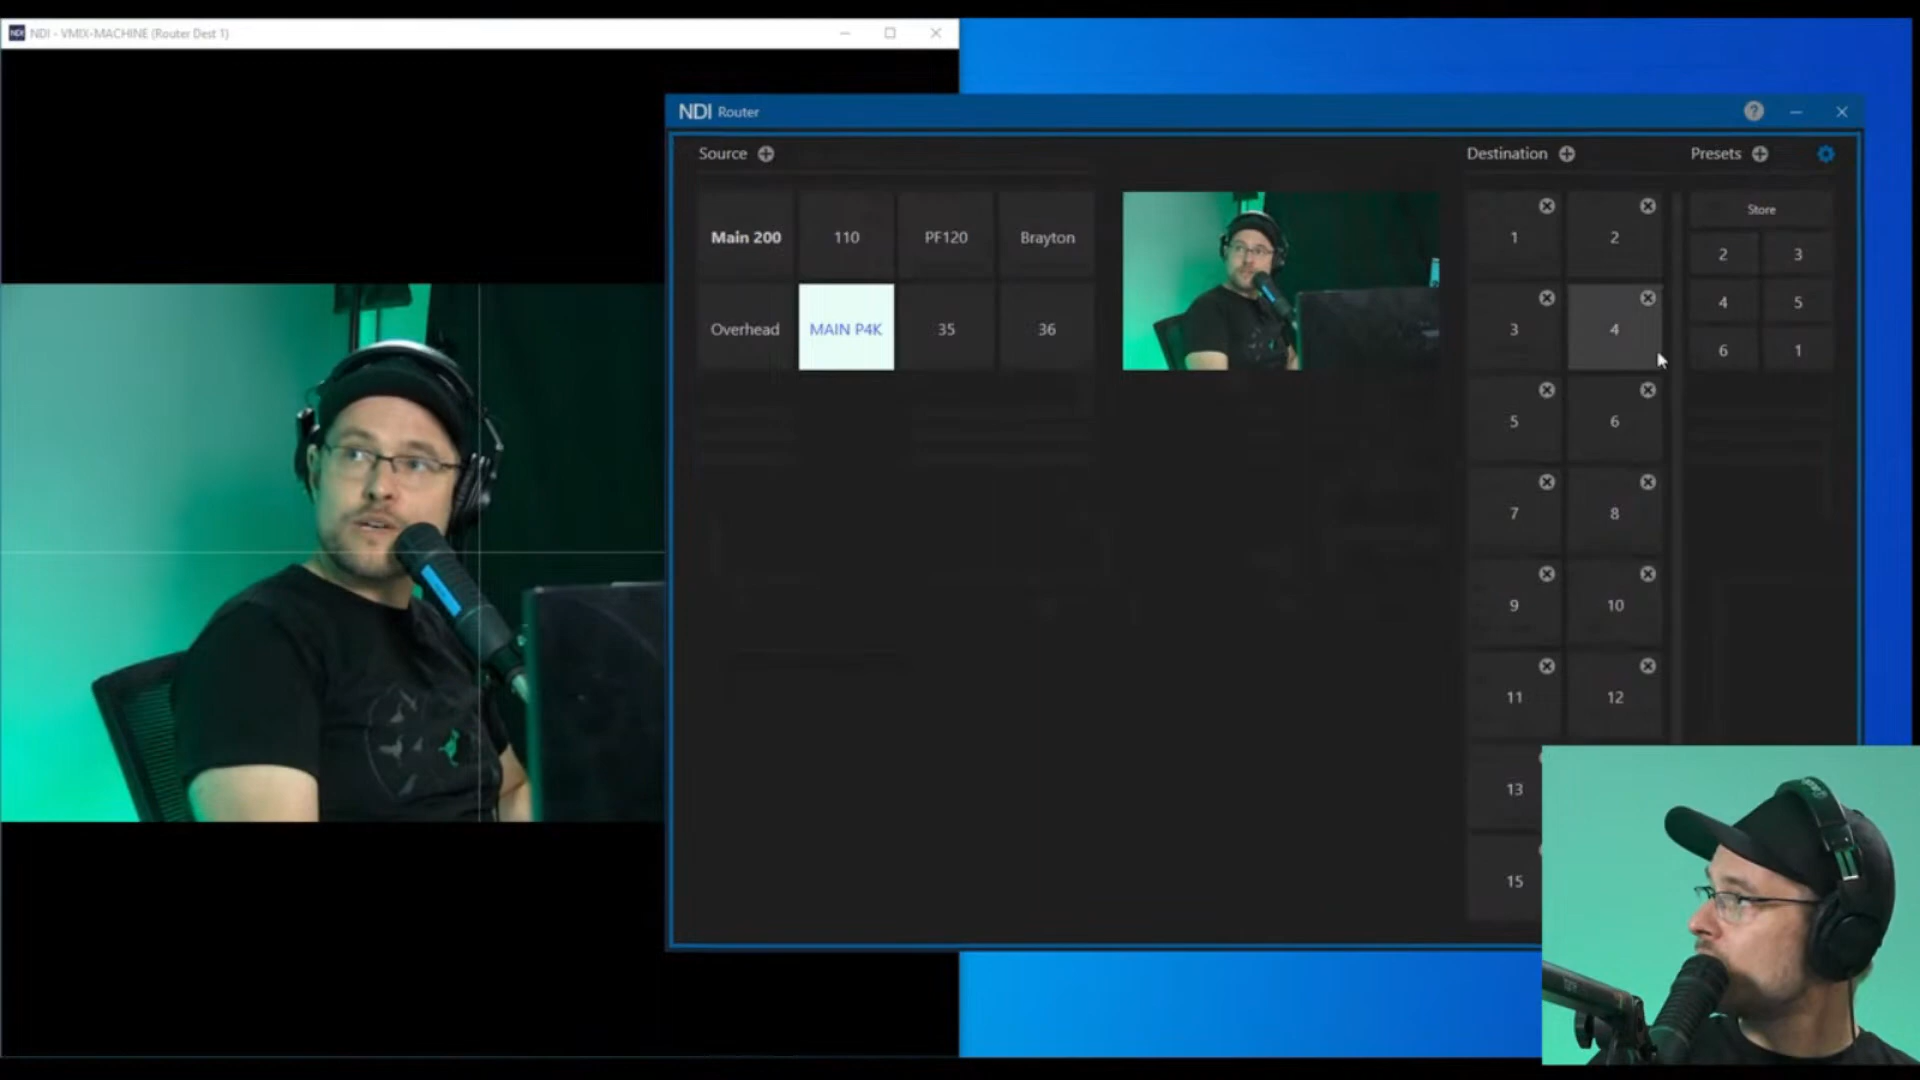 NDI NDI - VMIX-MACHINE (Router Dest 1)
NDI Router
Source
Destination
Presets
Main 200
110
PF120
Brayton
1
2
Store
2
3
Overhead
MAIN P4K
35
36
3
4
4
5
6
1
5
6
7
8
9
10
11
12
13
15